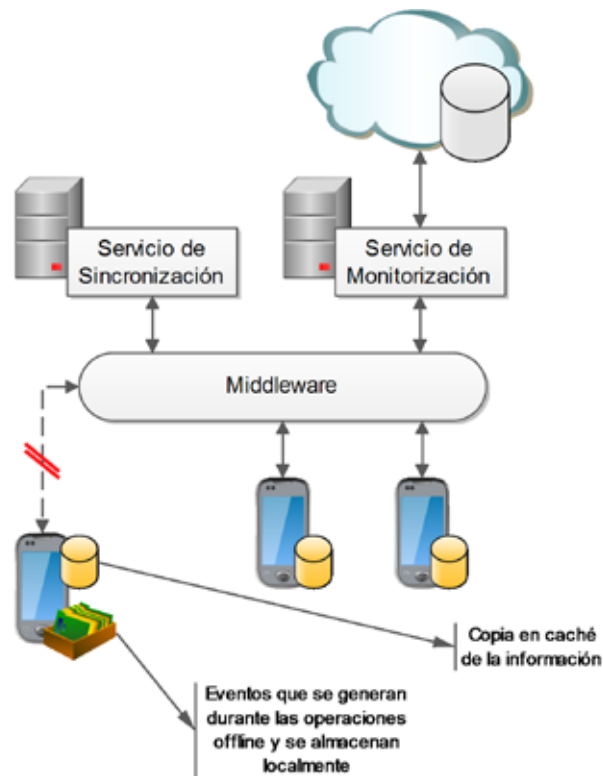 Servicio de
Sincronización
Servicio de
Monitorización
Middleware
Copia en caché
de la información
Eventos que se generan
durante las operaciones
offline y se almacenan
localmente